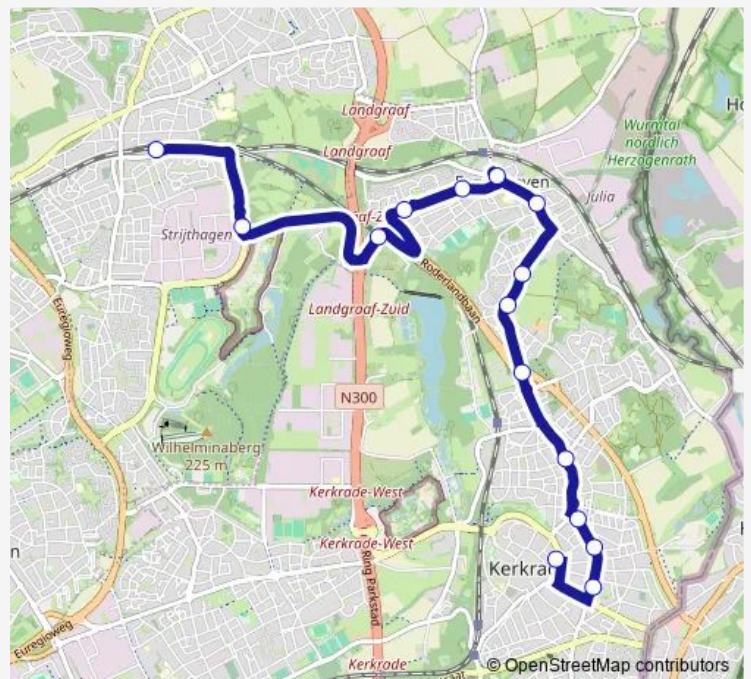 Landgraaf
Landgraaf
Wurmtal
nördlich
Herzogenrath
Julia
Strijthagen
Roderlandbaan
Landgraaf-Zuid
Euregioweg
N300
Wilhelminaberg
225 m
Kerkrade-West
Kerkrade-West
Ring Parkstad
Euregioweg
Kerkrade
© OpenStreetMap contributors